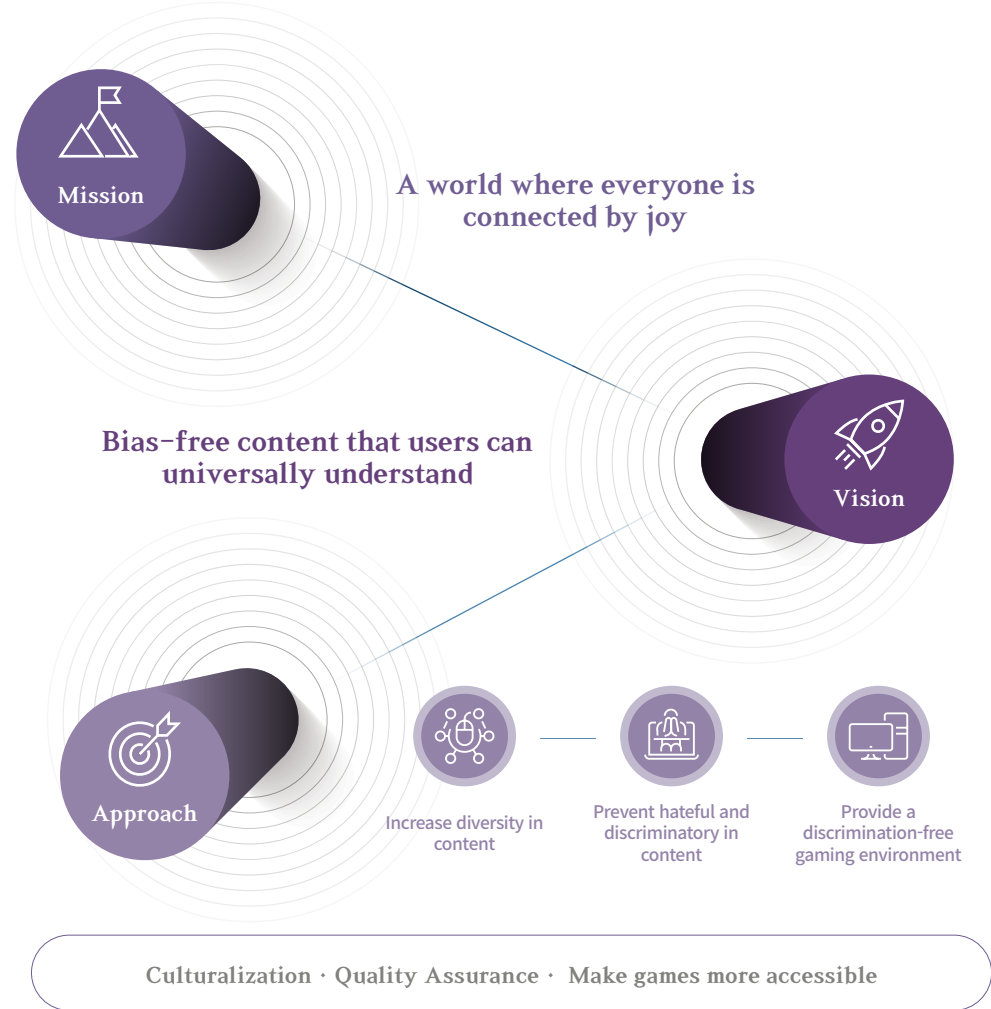 Mission
A world where everyone is
connected by joy
Bias-free content that users can
universally understand
Vision
Approach
Increase diversity in
content
Prevent hateful and
discriminatory in
content
Provide a
discrimination-free
gaming environment
Culturalization · Quality Assurance · Make games more accessible